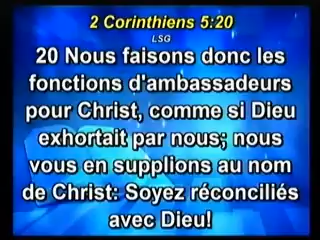 2 Corinthiens 5:20
LSG
20 Nous faisons donc les
fonctions d'ambassadeurs
pour Christ, comme si Dieu
exhortait par nous; nous
vous en supplions au nom
de Christ: Soyez réconciliés
avec Dieu!